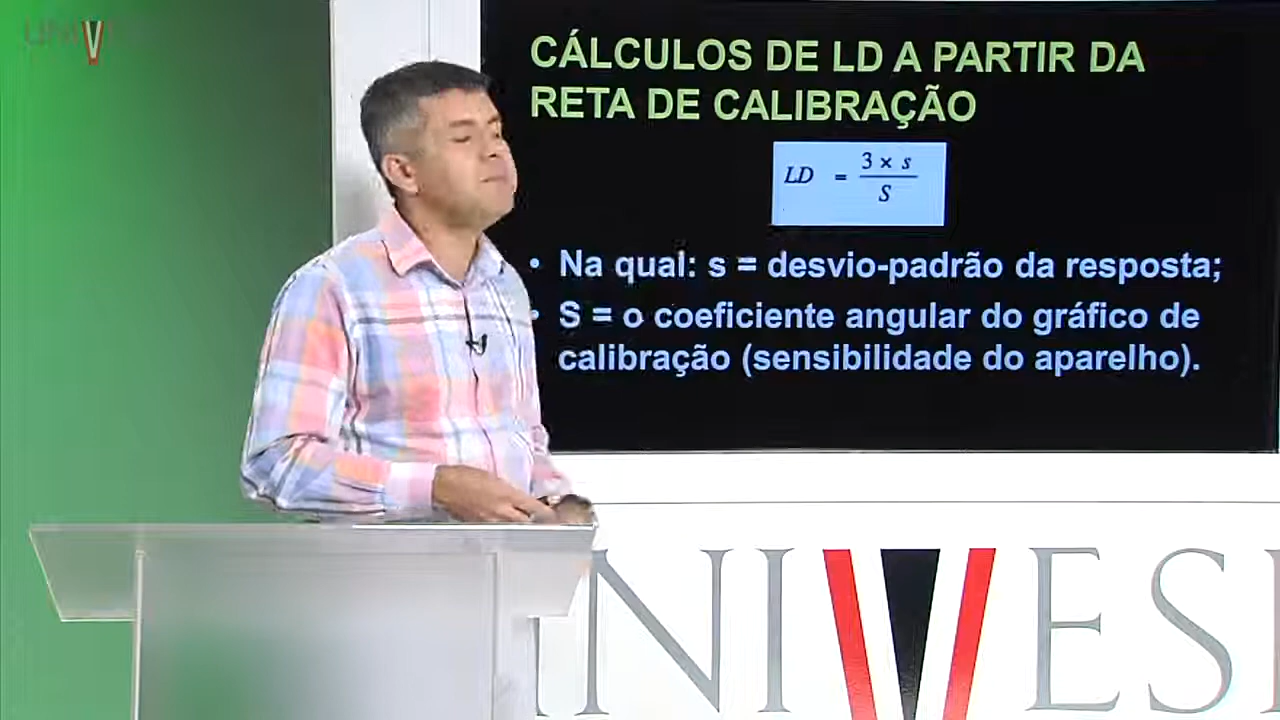 CÁLCULOS DE LD A PARTIR DA
RETA DE CALIBRAÇÃO
LD = 3 × s
S
• Na qual: s = desvio-padrão da resposta;
• S = o coeficiente angular do gráfico de
calibração (sensibilidade do aparelho).
NIVES